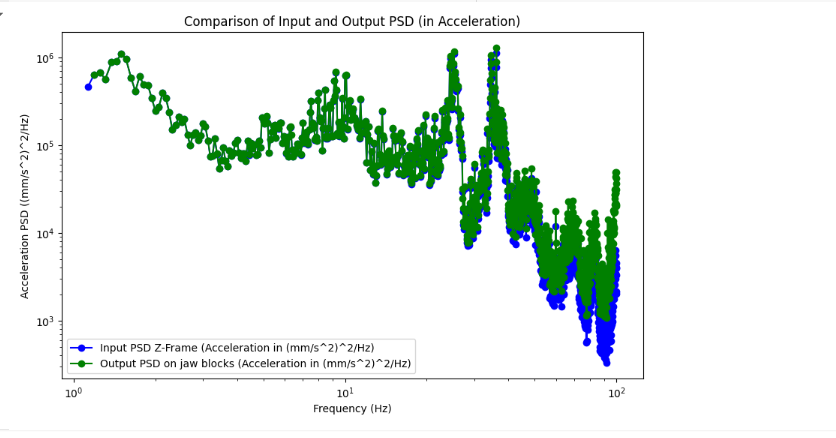 Comparison of Input and Output PSD (in Acceleration)
Acceleration PSD ((mm/s^2)^2/Hz)
10⁶
10⁵
10⁴
10³
Input PSD Z-Frame (Acceleration in (mm/s^2)^2/Hz)
Output PSD on jaw blocks (Acceleration in (mm/s^2)^2/Hz)
10⁰
10¹
10²
Frequency (Hz)